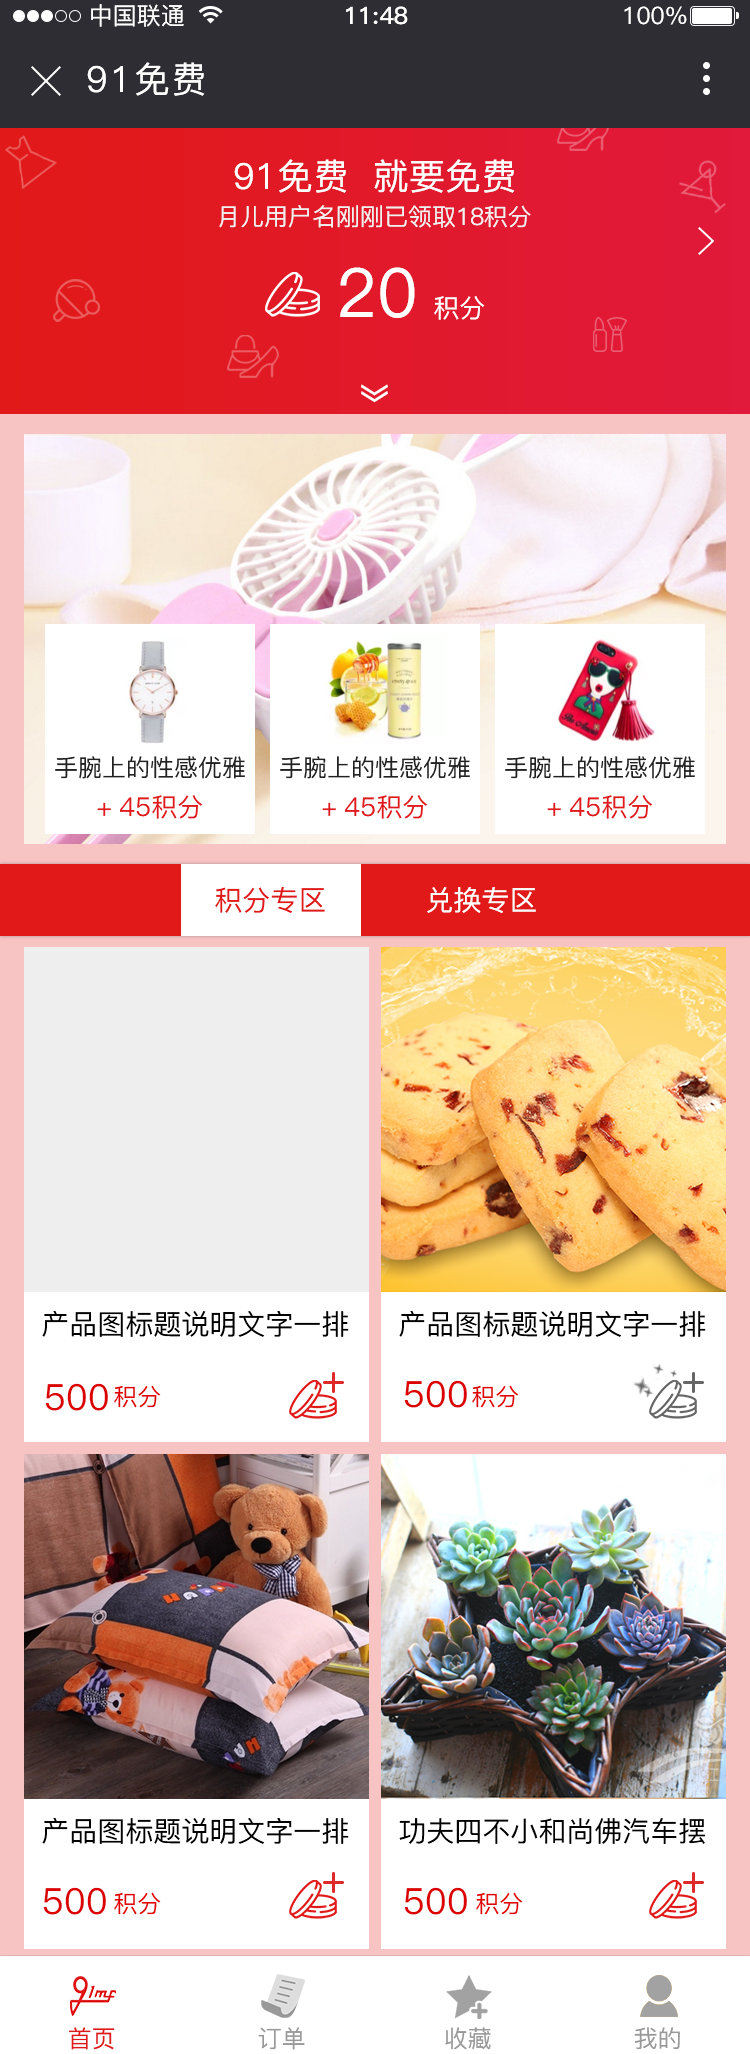 中国联通
11:48
100%
91免费
91免费 就要免费
月儿用户名刚刚已领取18积分
20 积分
手腕上的性感优雅
+ 45积分
手腕上的性感优雅
+ 45积分
手腕上的性感优雅
+ 45积分
积分专区
兑换专区
产品图标题说明文字一排
500 积分
产品图标题说明文字一排
500 积分
产品图标题说明文字一排
500 积分
功夫四不小和尚佛汽车摆
500 积分
91mf
首页
订单
收藏
我的